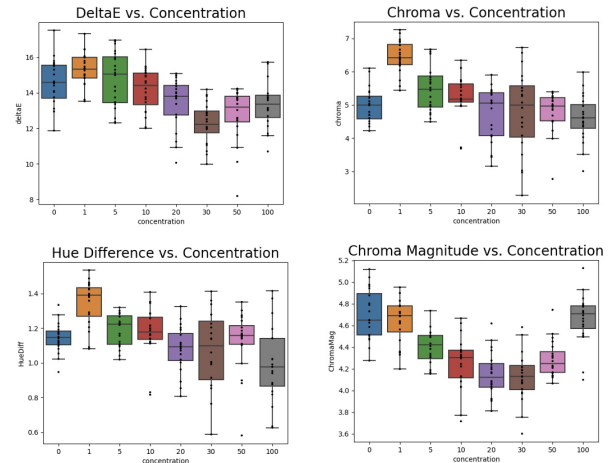 DeltaE vs. Concentration
deltaE
16
14
12
10
8
0 1 5 10 20 30 50 100
concentration
Chroma vs. Concentration
chroma
7
6
5
4
3
0 1 5 10 20 30 50 100
concentration
Hue Difference vs. Concentration
HueDiff
1.4
1.2
1.0
0.8
0.6
0 1 5 10 20 30 50 100
concentration
Chroma Magnitude vs. Concentration
ChromaMag
5.2
5.0
4.8
4.6
4.4
4.2
4.0
3.8
3.6
0 1 5 10 20 30 50 100
concentration